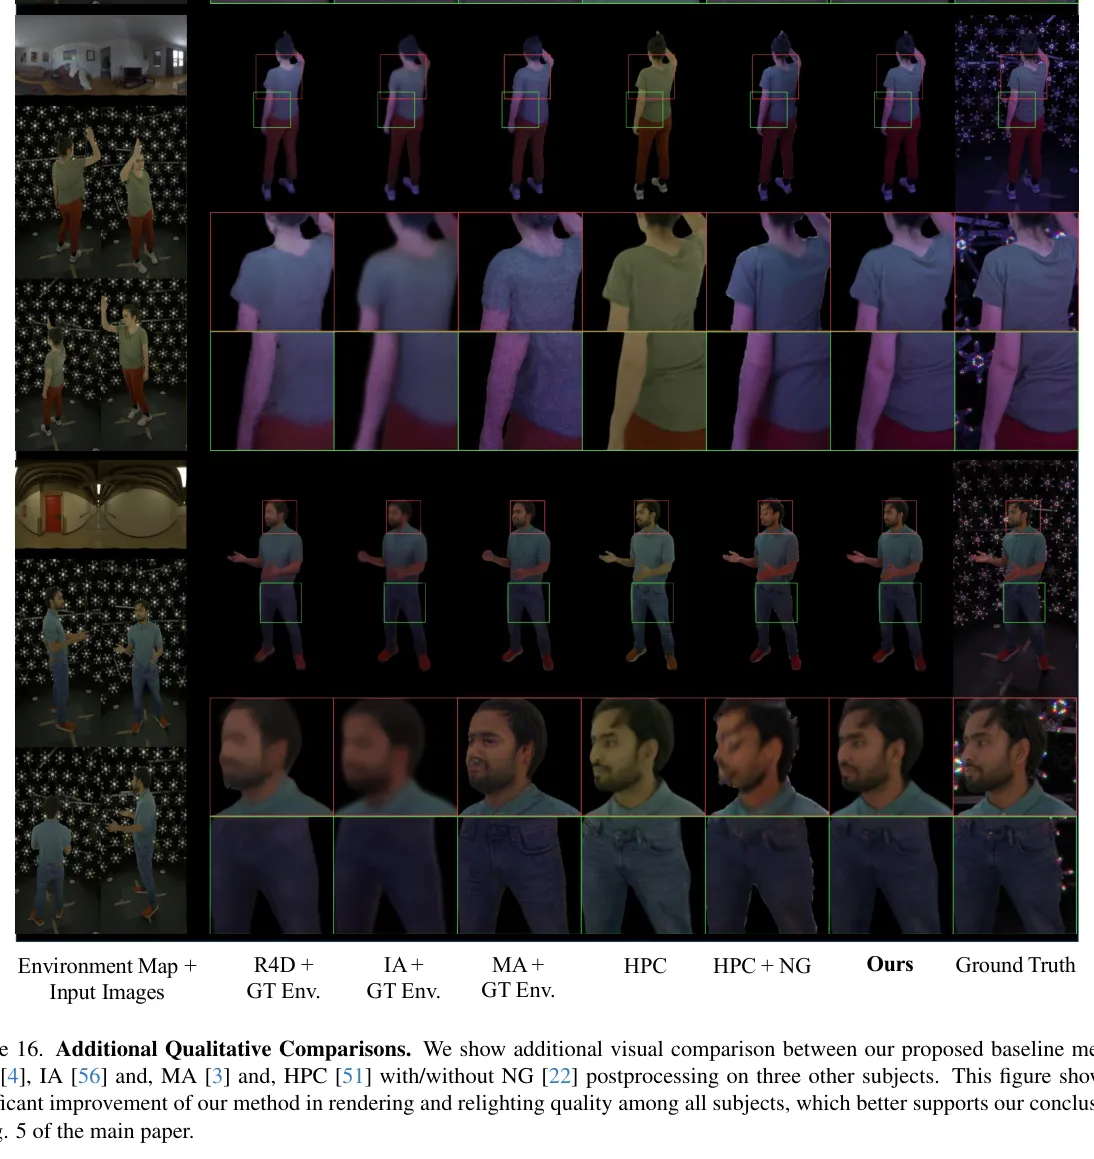 Environment Map +
Input Images
R4D +
GT Env.
IA +
GT Env.
MA +
GT Env.
HPC
HPC + NG
Ours
Ground Truth
e 16. Additional Qualitative Comparisons. We show additional visual comparison between our proposed baseline me
[4], IA [56] and, MA [3] and, HPC [51] with/without NG [22] postprocessing on three other subjects. This figure show
ficant improvement of our method in rendering and relighting quality among all subjects, which better supports our conclus
g. 5 of the main paper.